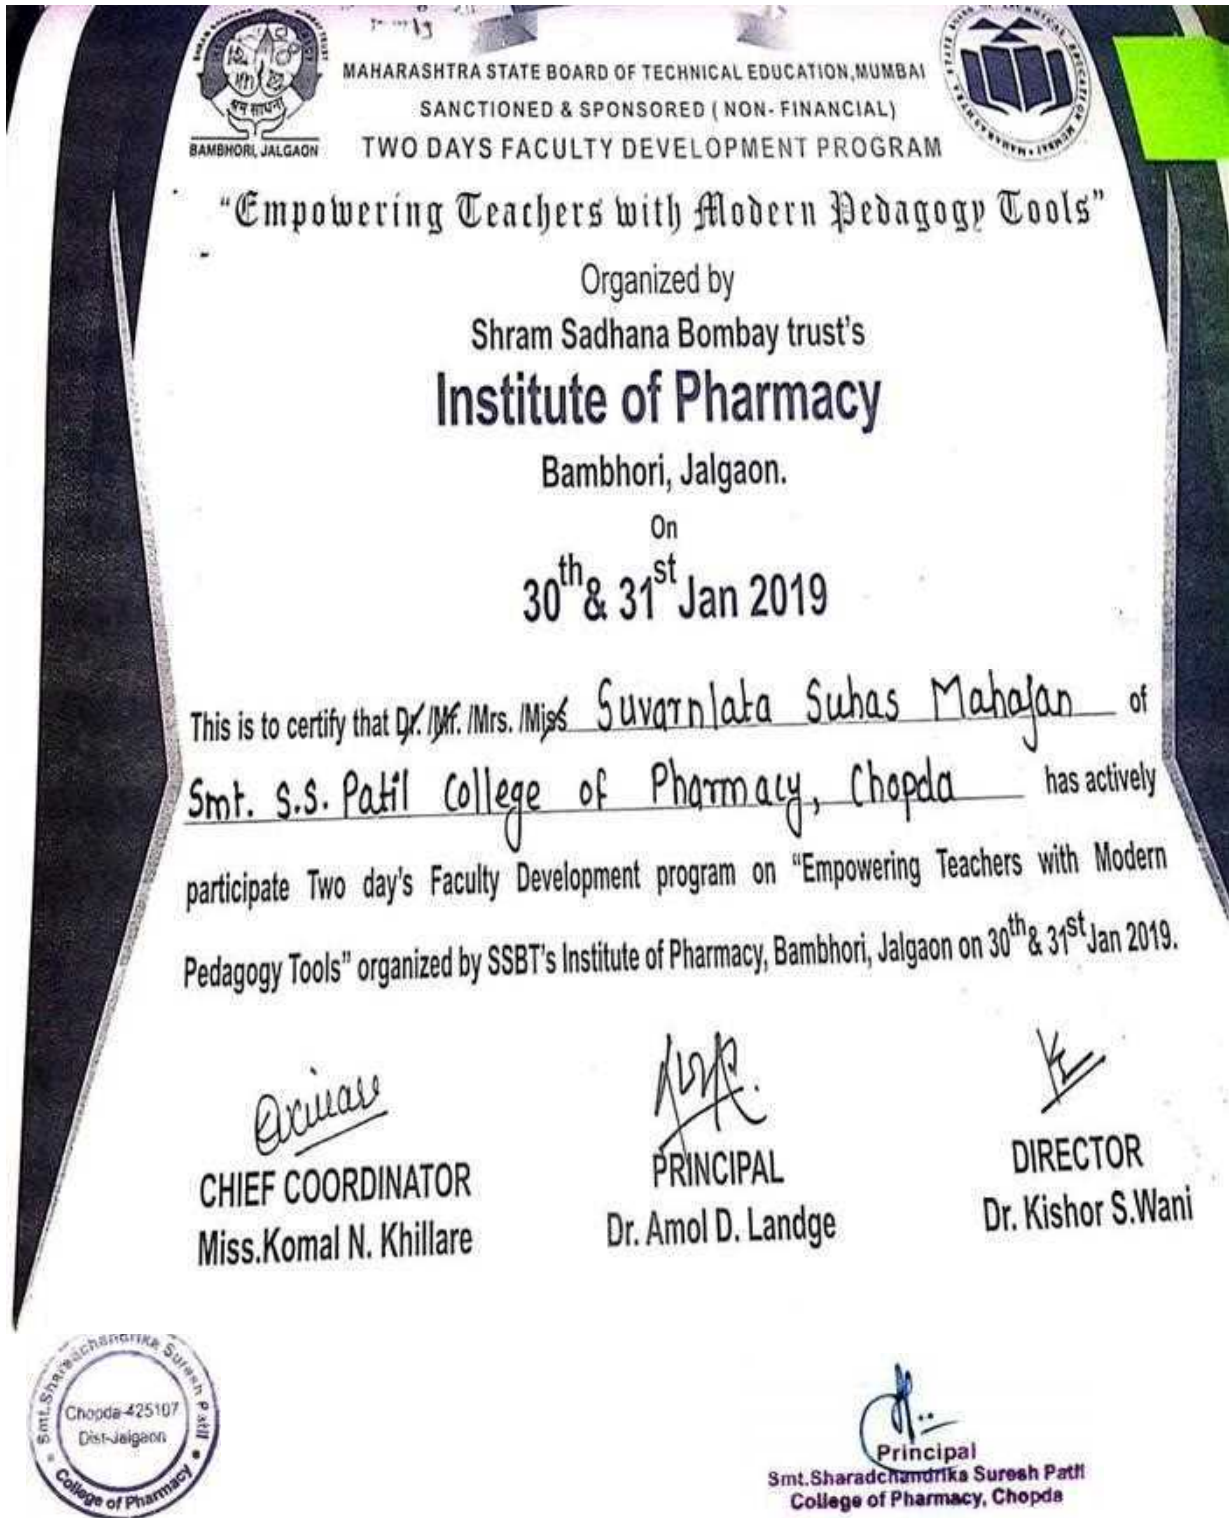 MAHARASHTRA STATE BOARD OF TECHNICAL EDUCATION,MUMBAI
SANCTIONED & SPONSORED ( NON- FINANCIAL)
श्रम साधना
BAMBHORI, JALGAON
TWO DAYS FACULTY DEVELOPMENT PROGRAM
“Empowering Teachers with Modern Pedagogy Tools”
Organized by
Shram Sadhana Bombay trust’s
Institute of Pharmacy
Bambhori, Jalgaon.
On
30th& 31st Jan 2019
This is to certify that Dr. /Mr. /Mrs. /Miss Suvarnlata Suhas Mahajan of
Smt. S.S. Patil College of Pharmacy, Chopda has actively
participate Two day’s Faculty Development program on “Empowering Teachers with Modern
Pedagogy Tools” organized by SSBT’s Institute of Pharmacy, Bambhori, Jalgaon on 30th& 31st Jan 2019.
CHIEF COORDINATOR
Miss.Komal N. Khillare
PRINCIPAL
Dr. Amol D. Landge
DIRECTOR
Dr. Kishor S.Wani
Smt.Sharadchandrika Suresh Patil
Chopda-425107
Dist-Jalgaon
College of Pharmacy
Principal
Smt.Sharadchandrika Suresh Patil
College of Pharmacy, Chopda